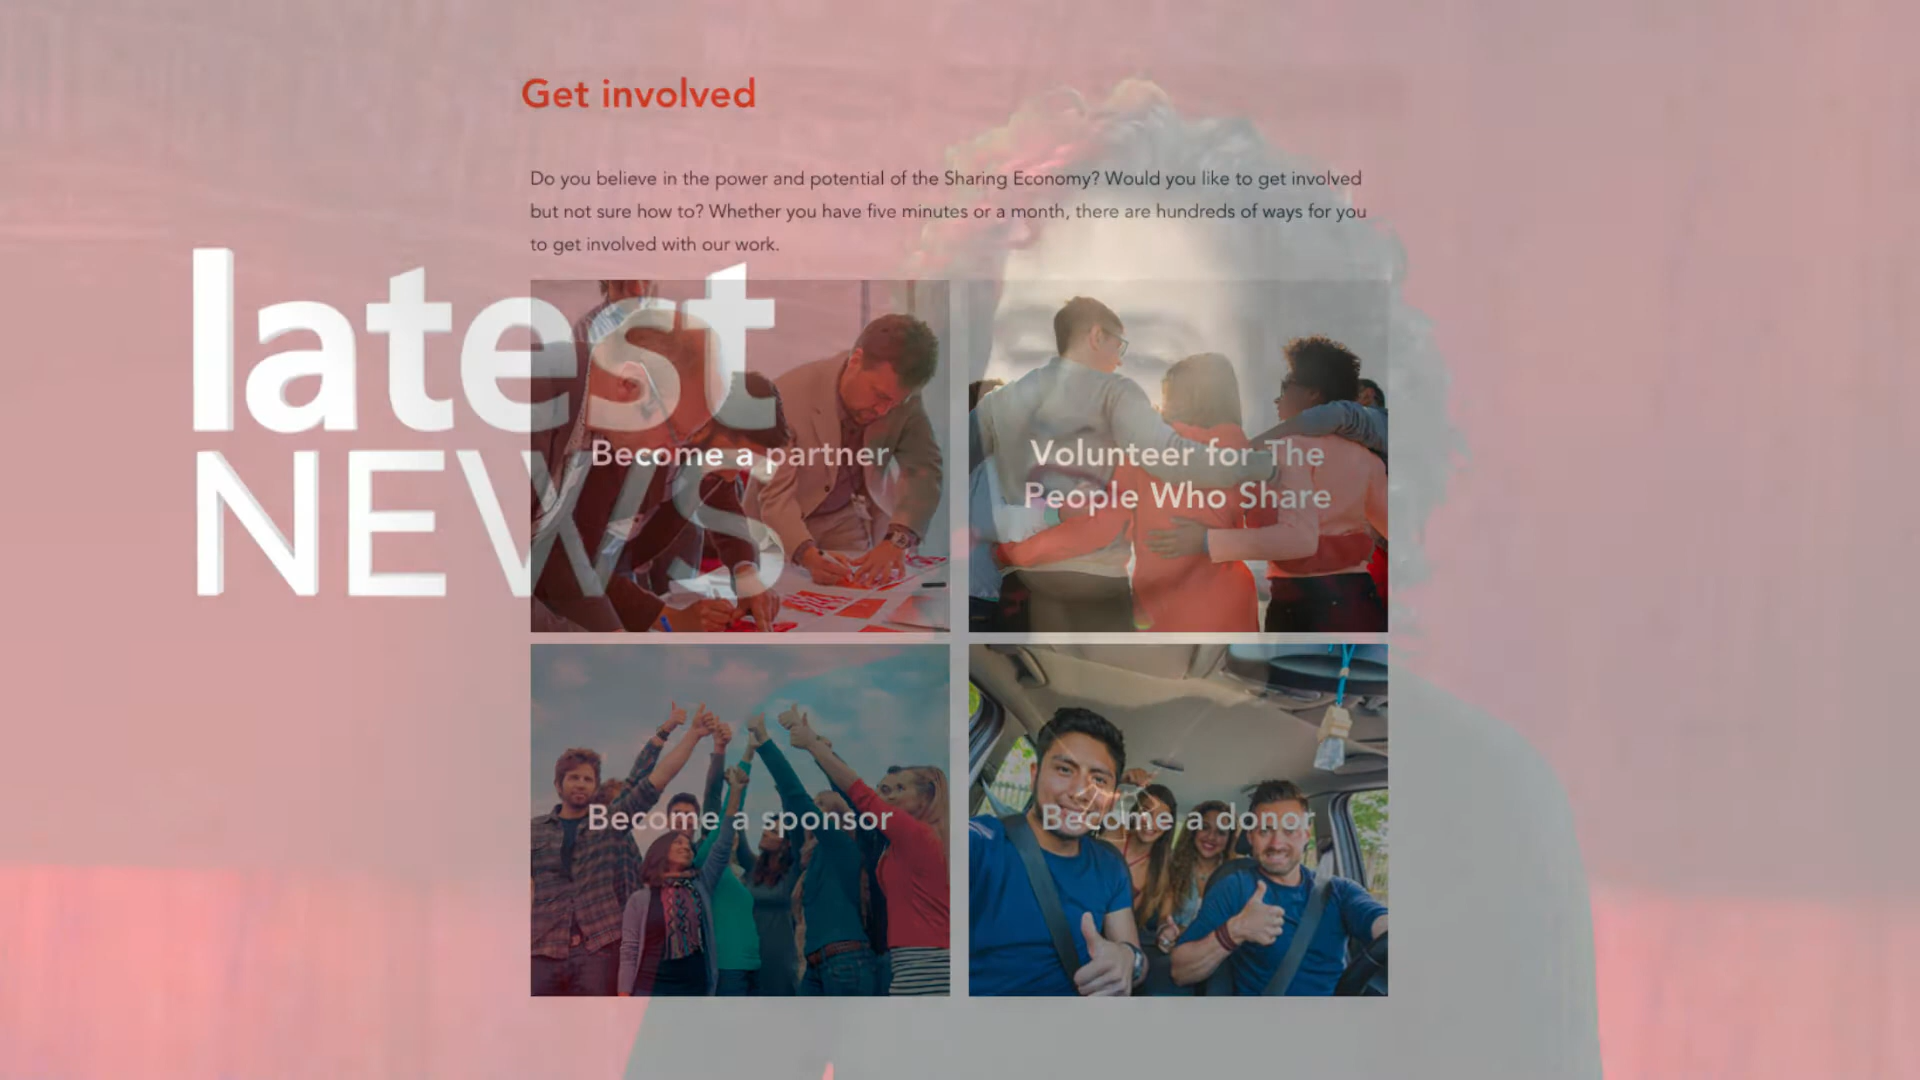 Get involved
Do you believe in the power and potential of the Sharing Economy? Would you like to get involved
but not sure how to? Whether you have five minutes or a month, there are hundreds of ways for you
to get involved with our work.
latest
NEWS
Become a partner
Volunteer for The
People Who Share
Become a sponsor
Become a donor